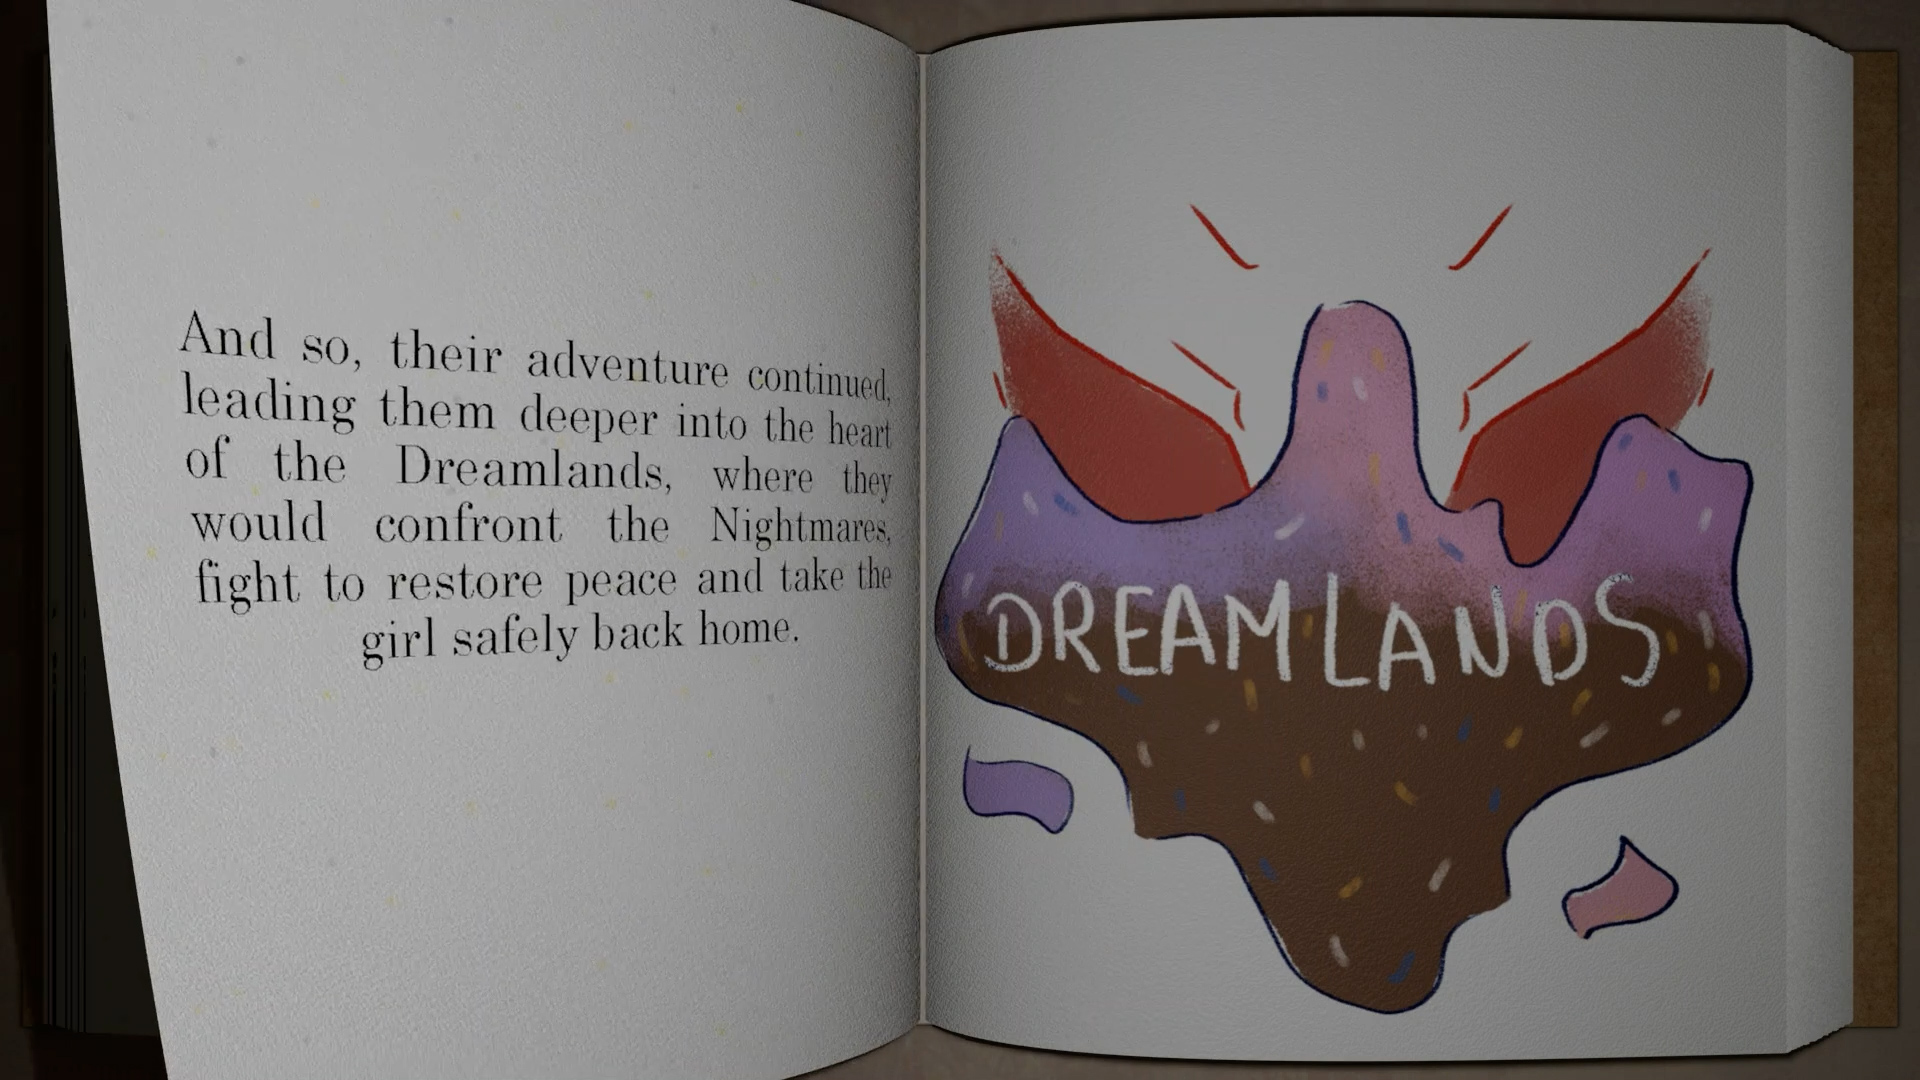 And so, their adventure continued,
leading them deeper into the heart
of the Dreamlands, where they
would confront the Nightmares,
fight to restore peace and take the
girl safely back home.
DREAMLANDS